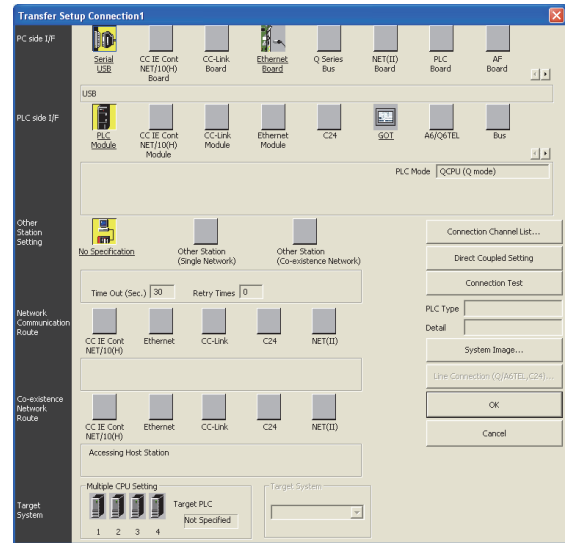 Transfer Setup Connection1
PC side I/F
Serial USB
CC IE Cont NET/10(H) Board
CC-Link Board
Ethernet Board
Q Series Bus
NET(II) Board
PLC Board
AF Board
USB
PLC side I/F
PLC Module
CC IE Cont NET/10(H) Module
CC-Link Module
Ethernet Module
C24
GOT
A6/Q6TEL
Bus
PLC Mode QCPU (Q mode)
Other Station Setting
No Specification
Other Station (Single Network)
Other Station (Co-existence Network)
Time Out (Sec.) 30 Retry Times 0
Connection Channel List...
Direct Coupled Setting
Connection Test
PLC Type
Detail
System Image...
Line Connection (Q/A6TEL,C24)...
OK
Cancel
Network Communication Route
CC IE Cont NET/10(H)
Ethernet
CC-Link
C24
NET(II)
Co-existence Network Route
CC IE Cont NET/10(H)
Ethernet
CC-Link
C24
NET(II)
Accessing Host Station
Target System
Multiple CPU Setting
1 2 3 4
Target PLC
Not Specified
Target System